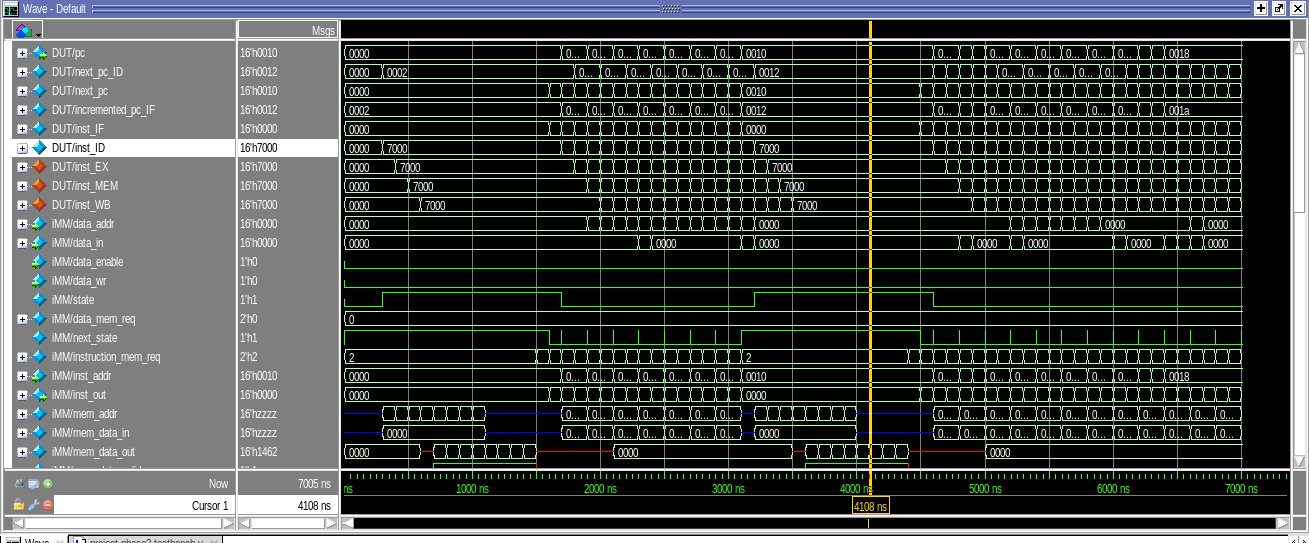 Wave - Default
Msgs
DUT/pc 16'h0010 0000 0... 0... 0... 0... 0... 0... 0... 0010 0... 0... 0... 0... 0... 0... 0... 0018
DUT/next_pc_ID 16'h0012 0000 0002 0... 0... 0... 0... 0... 0... 0... 0012 0... 0... 0... 0... 0...
DUT/next_pc 16'h0010 0000 0010
DUT/incremented_pc_IF 16'h0012 0002 0... 0... 0... 0... 0... 0... 0... 0012 0... 0... 0... 0... 0... 0... 0... 001a
DUT/inst_IF 16'h0000 0000 0000
DUT/inst_ID 16'h7000 0000 7000 7000
DUT/inst_EX 16'h7000 0000 7000 7000
DUT/inst_MEM 16'h7000 0000 7000 7000
DUT/inst_WB 16'h7000 0000 7000 7000
iMM/data_addr 16'h0000 0000 0000 0000 0000
iMM/data_in 16'h0000 0000 0000 0000 0000 0000 0000 0000
iMM/data_enable 1'h0
iMM/data_wr 1'h0
iMM/state 1'h1
iMM/data_mem_req 2'h0 0
iMM/next_state 1'h1
iMM/instruction_mem_req 2'h2 2 2
iMM/inst_addr 16'h0010 0000 0... 0... 0... 0... 0... 0... 0... 0010 0... 0... 0... 0... 0... 0... 0... 0018
iMM/inst_out 16'h0000 0000 0000
iMM/mem_addr 16'hzzzz 0... 0... 0... 0... 0... 0... 0... 0... 0... 0... 0... 0... 0... 0... 0... 0... 0...
iMM/mem_data_in 16'hzzzz 0000 0... 0... 0... 0... 0... 0... 0... 0000 0... 0... 0... 0... 0... 0... 0... 0... 0... 0...
iMM/mem_data_out 16'h1462 0000 0000 0000
Now 7005 ns ns 1000 ns 2000 ns 3000 ns 4000 ns 5000 ns 6000 ns 7000 ns
Cursor 1 4108 ns 4108 ns
Wave project_phase2_testbench.v